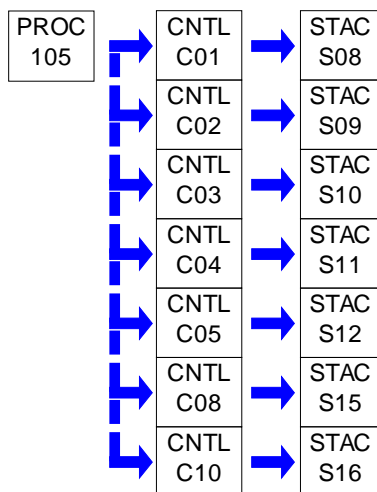 PROC
105
CNTL
C01
STAC
S08
CNTL
C02
STAC
S09
CNTL
C03
STAC
S10
CNTL
C04
STAC
S11
CNTL
C05
STAC
S12
CNTL
C08
STAC
S15
CNTL
C10
STAC
S16